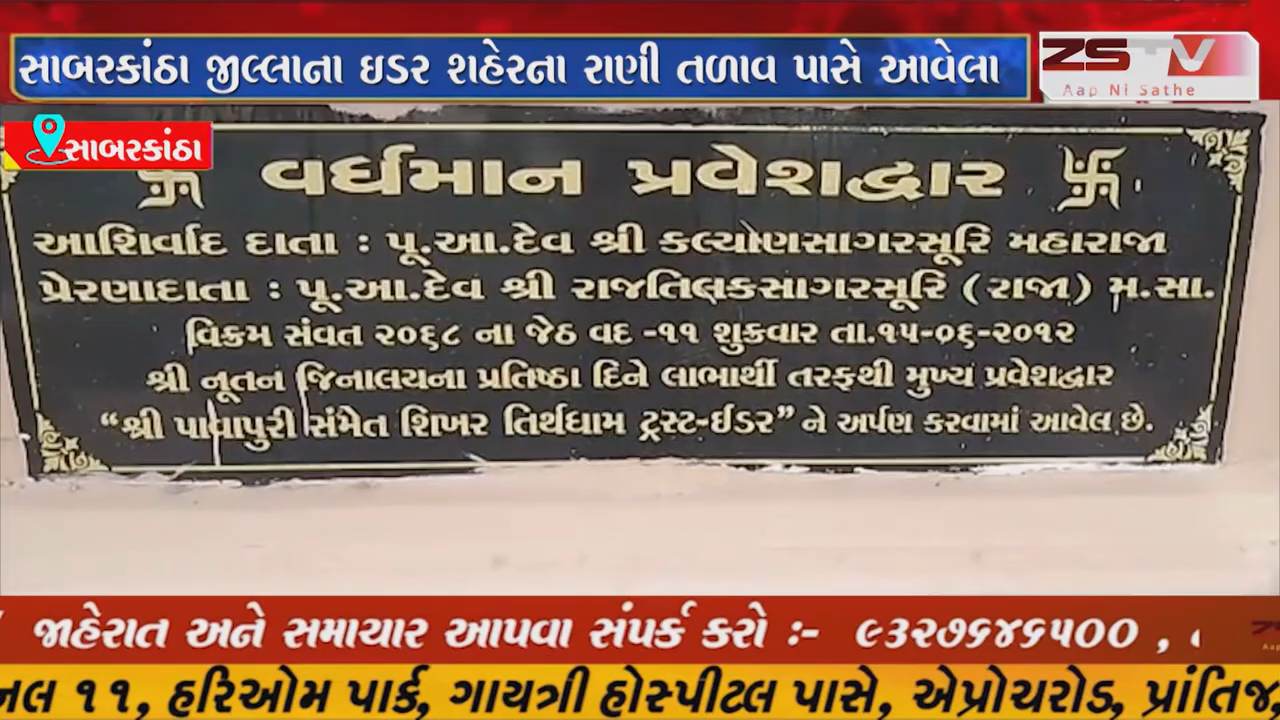 સાબરકાંઠા જીલ્લાના ઇડર શહેરના રાણી તળાવ પાસે આવેલા
ZSTV
Aap Ni Sathe
સાબરકાંઠા
વર્ધમાન પ્રવેશદ્વાર
આશિર્વાદ દાતા : પૂ.આ.દેવ શ્રી કલ્યાણસાગરસૂરિ મહારાજા
પ્રેરણાદાતા : પૂ.આ.દેવ શ્રી રાજતિલકસાગરસૂરિ (રાજા) મ.સા.
વિક્રમ સંવત ૨૦૬૮ ના જેઠ વદ -૧૧ શુક્રવાર તા.૧૫-૦૬-૨૦૧૨
શ્રી નૂતન જિનાલયના પ્રતિષ્ઠા દિને લાભાર્થી તરફથી મુખ્ય પ્રવેશદ્વાર
“શ્રી પાવાપુરી સંમેત શિખર તિર્થધામ ટ્રસ્ટ-ઈડર” ને અર્પણ કરવામાં આવેલ છે.
જાહેરાત અને સમાચાર આપવા સંપર્ક કરો :- ૯૩૨૭૬૪૬૫૦૦ ,
૧૧, હરિઓમ પાર્ક, ગાયત્રી હોસ્પીટલ પાસે, એપ્રોચરોડ, પ્રાંતિજ,